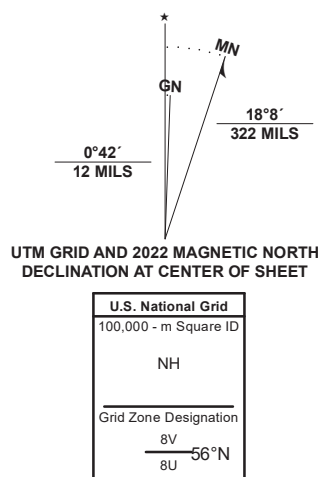 ★
MN
GN
18°8´
322 MILS
0°42´
12 MILS
UTM GRID AND 2022 MAGNETIC NORTH
DECLINATION AT CENTER OF SHEET
U.S. National Grid
100,000 - m Square ID
NH
Grid Zone Designation
8V
56°N
8U